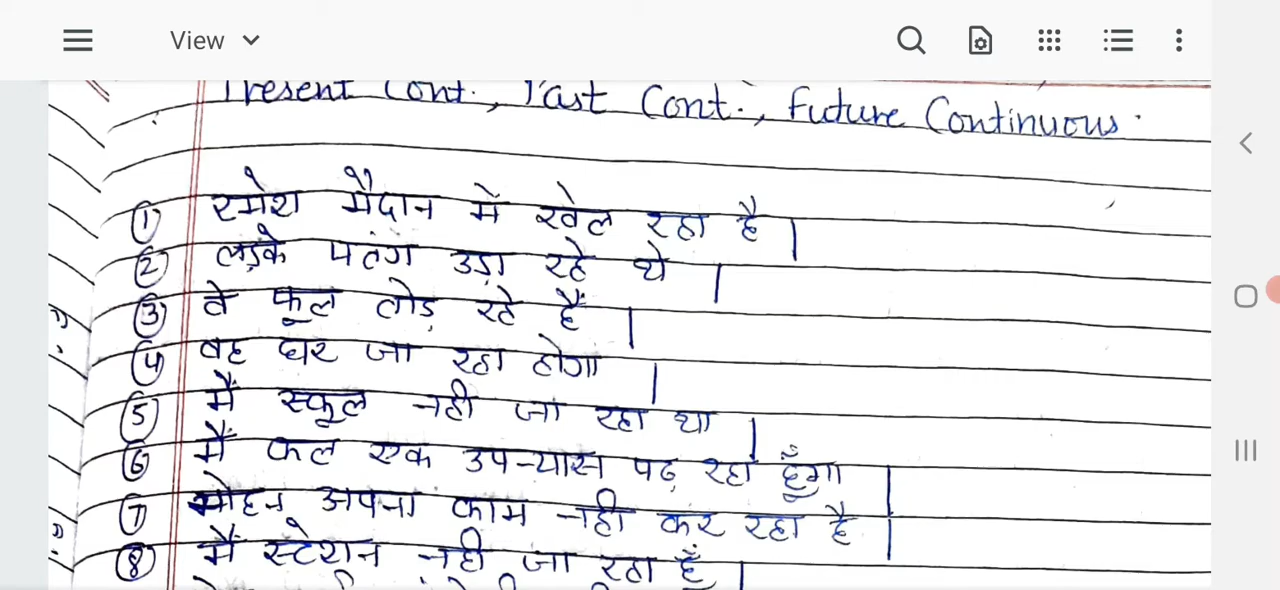 View
Present Cont., Past Cont., Future Continuous.
① रमेश मैदान में खेल रहा है |
② लड़के पतंग उड़ा रहे थे |
③ वे फूल तोड़ रहे हैं |
④ वह घर जा रहा होगा |
⑤ मैं स्कूल नही जा रहा था |
⑥ मैं कल एक उपन्यास पढ़ रहा हूँगा |
⑦ मोहन अपना काम नही कर रहा है |
⑧ मैं स्टेशन नही जा रहा हूँ |